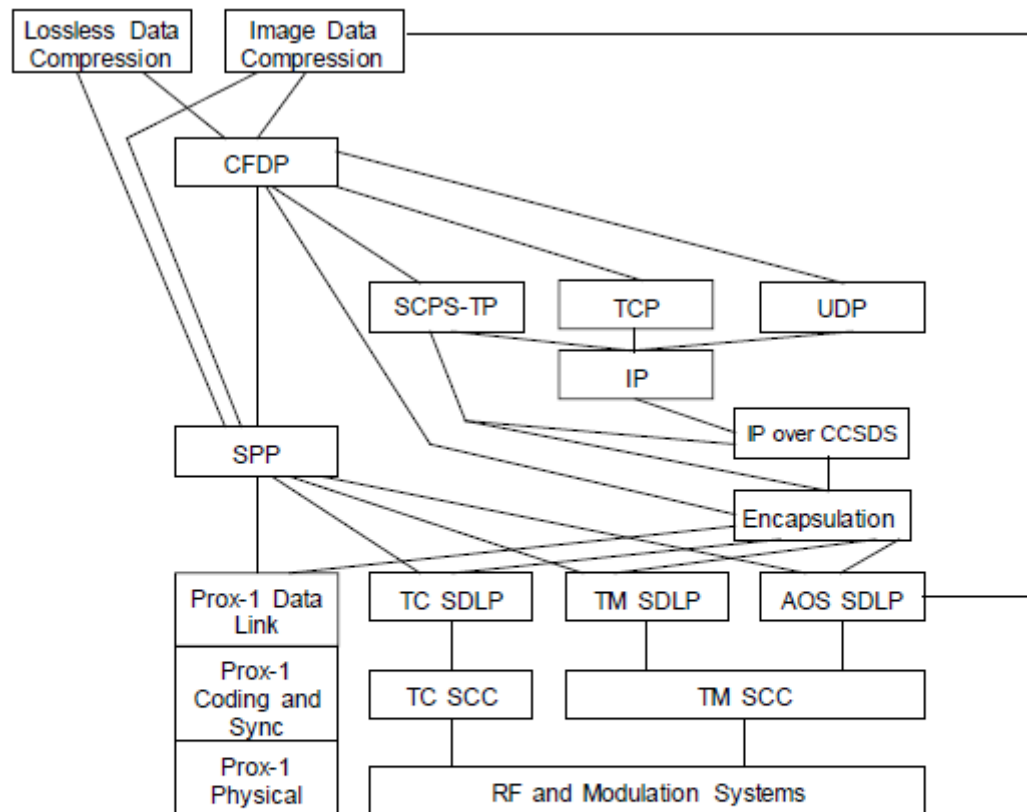 Lossless Data
Compression
Image Data
Compression
CFDP
SCPS-TP
TCP
UDP
IP
IP over CCSDS
SPP
Encapsulation
Prox-1 Data
Link
TC SDLP
TM SDLP
AOS SDLP
Prox-1
Coding and
Sync
TC SCC
TM SCC
Prox-1
Physical
RF and Modulation Systems